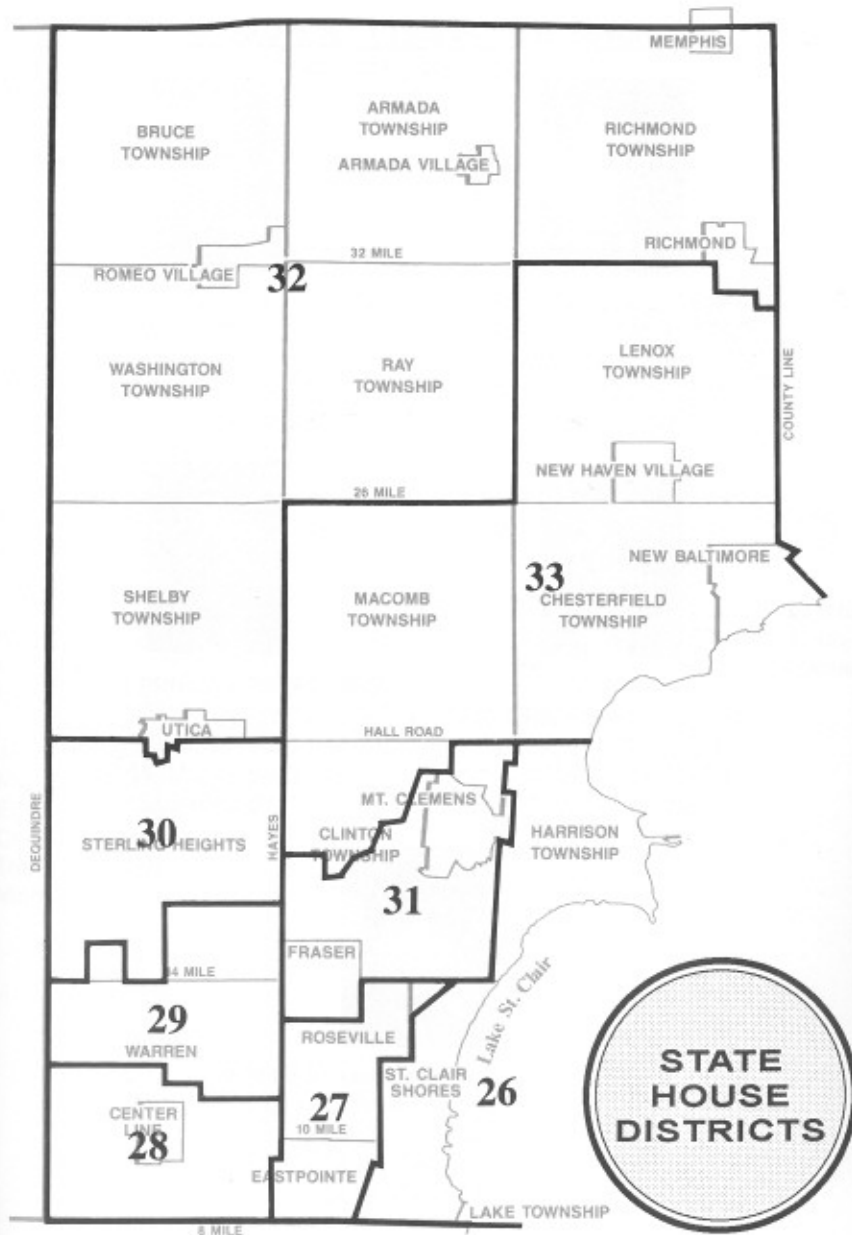 MEMPHIS
ARMADA
TOWNSHIP
BRUCE
TOWNSHIP
RICHMOND
TOWNSHIP
ARMADA VILLAGE
RICHMOND
32 MILE
ROMEO VILLAGE
32
LENOX
TOWNSHIP
WASHINGTON
TOWNSHIP
RAY
TOWNSHIP
COUNTY LINE
NEW HAVEN VILLAGE
26 MILE
NEW BALTIMORE
33
SHELBY
TOWNSHIP
MACOMB
TOWNSHIP
CHESTERFIELD
TOWNSHIP
UTICA
HALL ROAD
MT. CLEMENS
30
STERLING HEIGHTS
HAYES
DEQUINDRE
CLINTON
TOWNSHIP
HARRISON
TOWNSHIP
31
FRASER
14 MILE
Lake St. Clair
29
WARREN
ROSEVILLE
ST. CLAIR
SHORES
26
27
CENTER
LINE
28
10 MILE
EASTPOINTE
LAKE TOWNSHIP
8 MILE
STATE
HOUSE
DISTRICTS